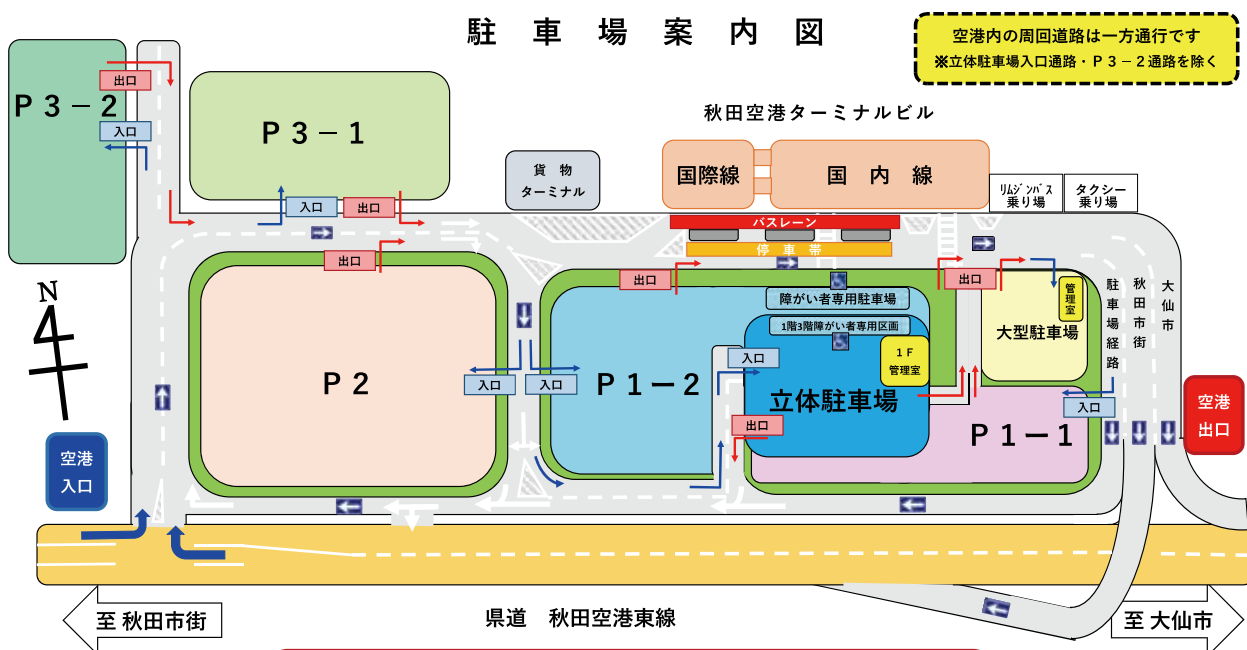 駐車場案内図
空港内の周回道路は一方通行です
※立体駐車場入口通路・P3－2通路を除く
秋田空港ターミナルビル
P3－2
出口
入口
P3－1
入口
出口
貨物
ターミナル
国際線
国内線
リムジンバス
乗り場
タクシー
乗り場
バスレーン
停車帯
N
P2
出口
入口
入口
P1－2
出口
障がい者専用駐車場
1階3階障がい者専用区画
1F
管理室
立体駐車場
入口
出口
出口
管理室
大型駐車場
P1－1
入口
駐車場経路
秋田市街
大仙市
空港
出口
空港
入口
至 秋田市街
県道 秋田空港東線
至 大仙市